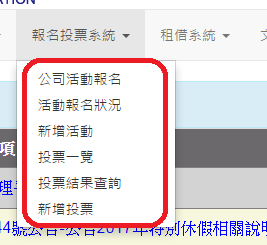 ATION
報名投票系統
租借系統
公司活動報名
活動報名狀況
新增活動
投票一覽
投票結果查詢
新增投票
項
理
4號公告-公告2017年特別休假相關說明